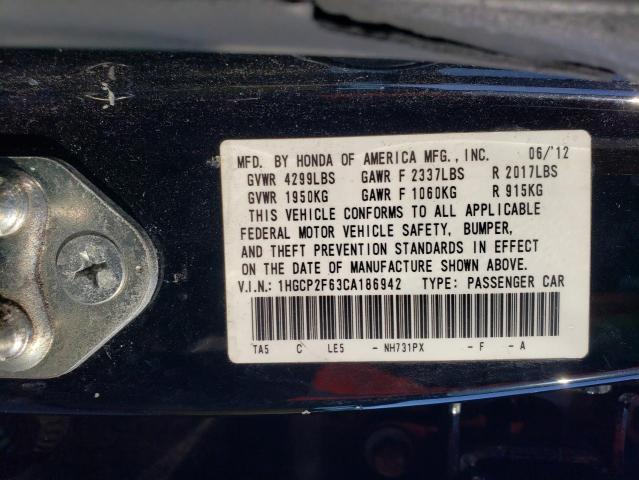 MFD. BY HONDA OF AMERICA MFG., INC. 06/'12
GVWR 4299LBS GAWR F 2337LBS R 2017LBS
GVWR 1950KG GAWR F 1060KG R 915KG
THIS VEHICLE CONFORMS TO ALL APPLICABLE
FEDERAL MOTOR VEHICLE SAFETY, BUMPER,
AND THEFT PREVENTION STANDARDS IN EFFECT
ON THE DATE OF MANUFACTURE SHOWN ABOVE.
V.I.N.: 1HGCP2F63CA186942 TYPE: PASSENGER CAR
TA5 C LE5 - NH731PX - F - A